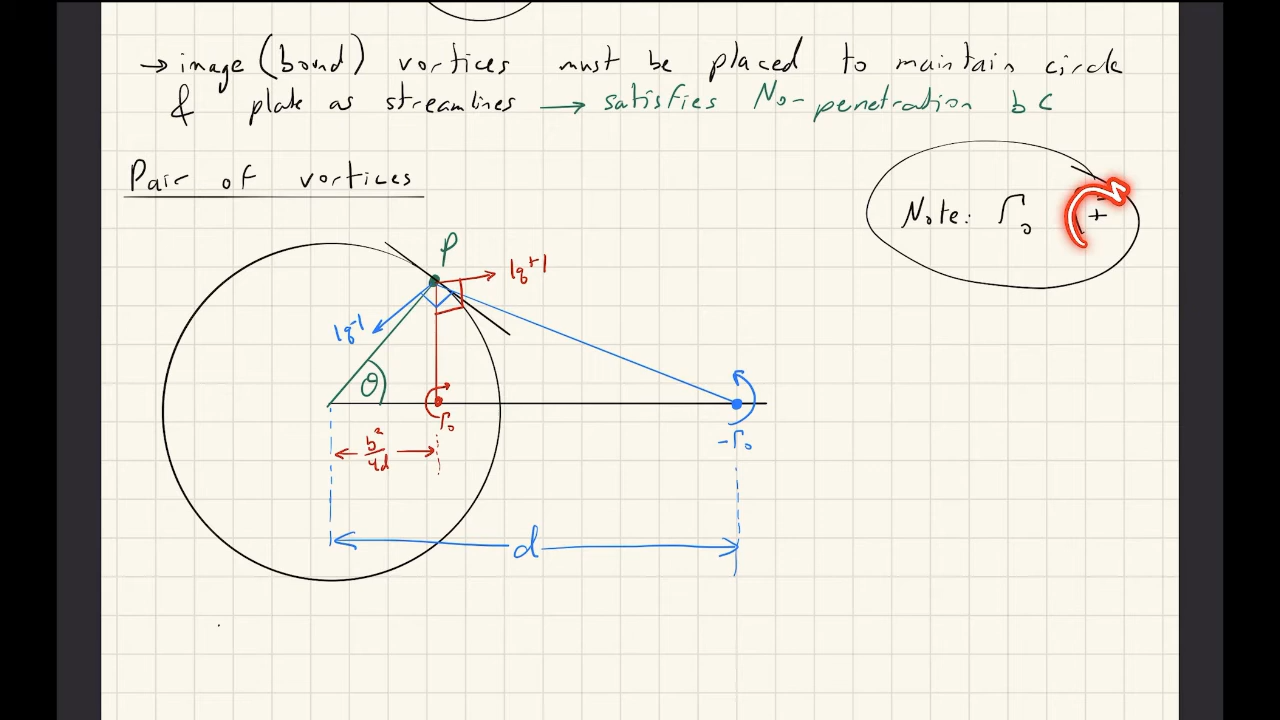 → image (bound) vortices must be placed to maintain circle
& plate as streamlines → satisfies No-penetration bc
Pair of vortices
Note: Γ₀ +
P
|q⁺|
|q⁻|
θ
Γ₀
-Γ₀
b²/4d
d